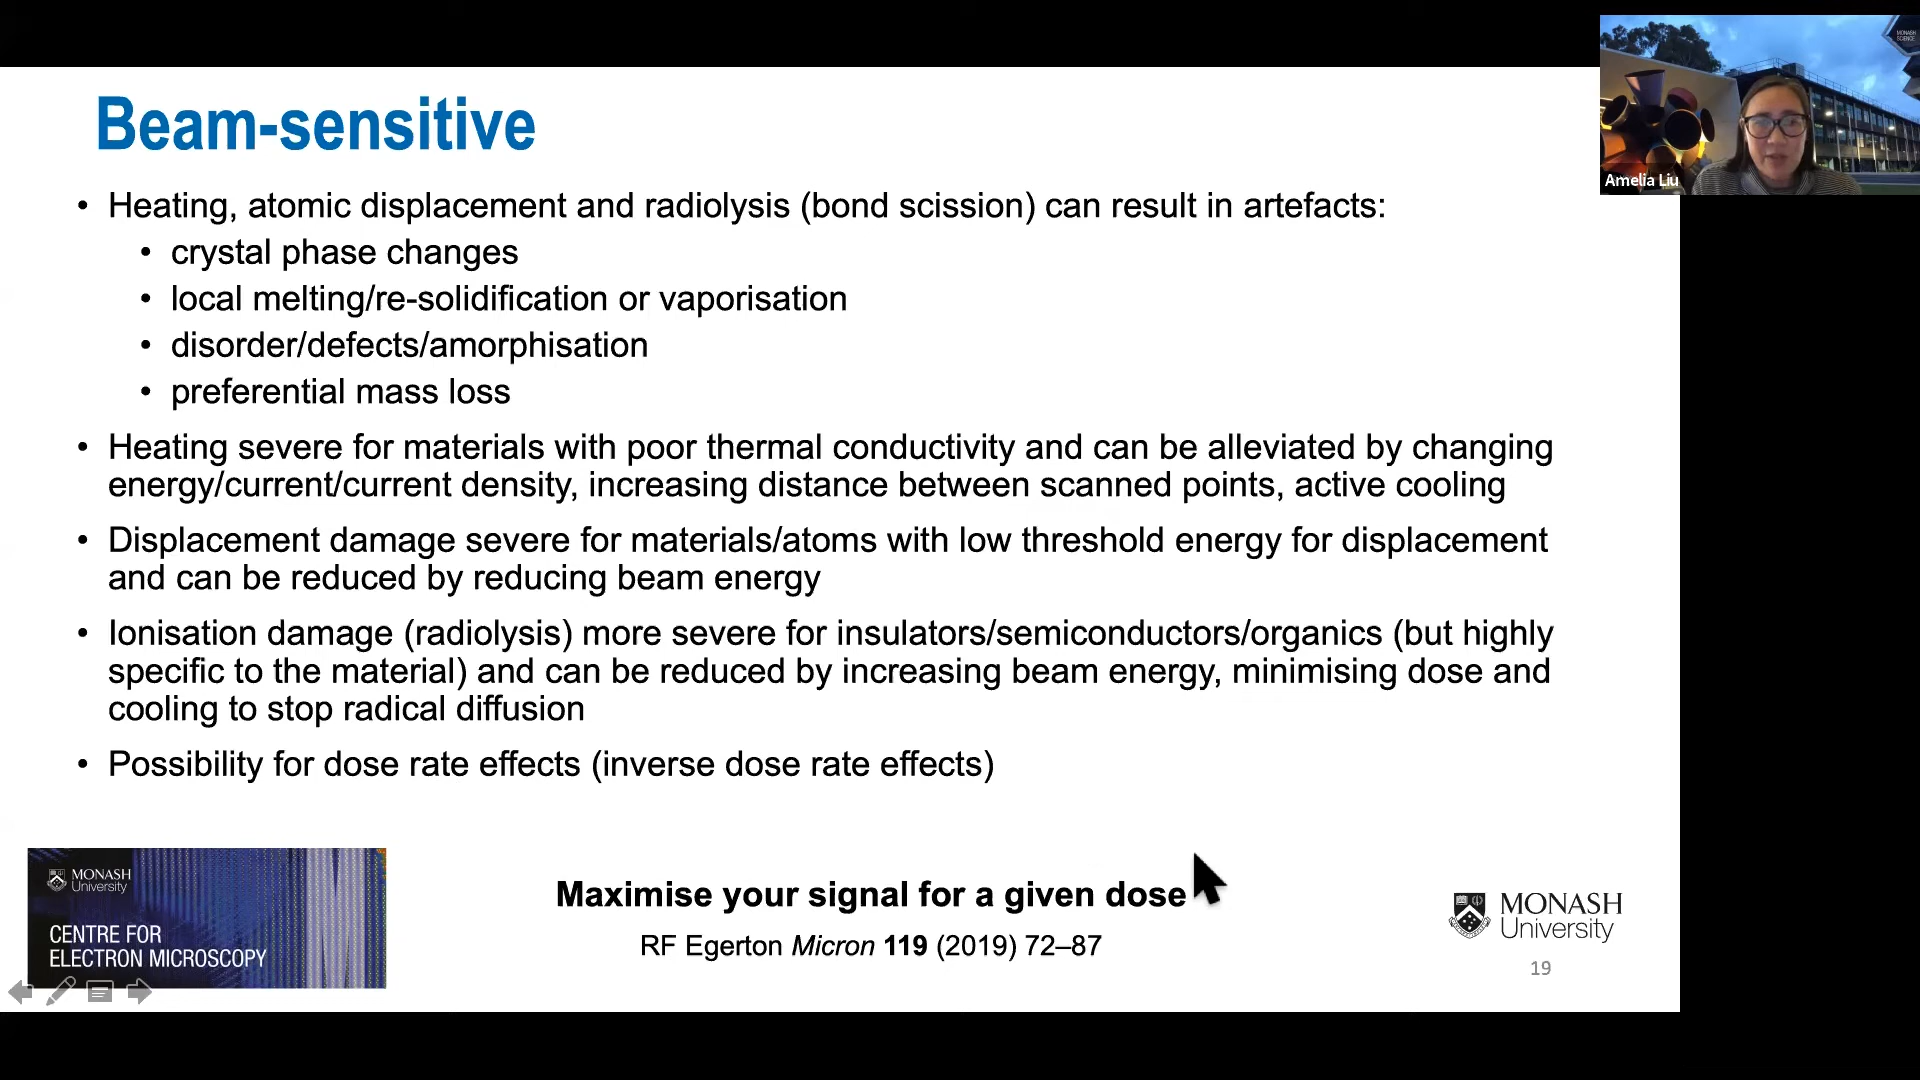 Beam-sensitive
• Heating, atomic displacement and radiolysis (bond scission) can result in artefacts:
• crystal phase changes
• local melting/re-solidification or vaporisation
• disorder/defects/amorphisation
• preferential mass loss
• Heating severe for materials with poor thermal conductivity and can be alleviated by changing
energy/current/current density, increasing distance between scanned points, active cooling
• Displacement damage severe for materials/atoms with low threshold energy for displacement
and can be reduced by reducing beam energy
• Ionisation damage (radiolysis) more severe for insulators/semiconductors/organics (but highly
specific to the material) and can be reduced by increasing beam energy, minimising dose and
cooling to stop radical diffusion
• Possibility for dose rate effects (inverse dose rate effects)
MONASH
University
CENTRE FOR
ELECTRON MICROSCOPY
Maximise your signal for a given dose
RF Egerton Micron 119 (2019) 72–87
MONASH
University
19
MONASH
SCIENCE
Amelia Liu